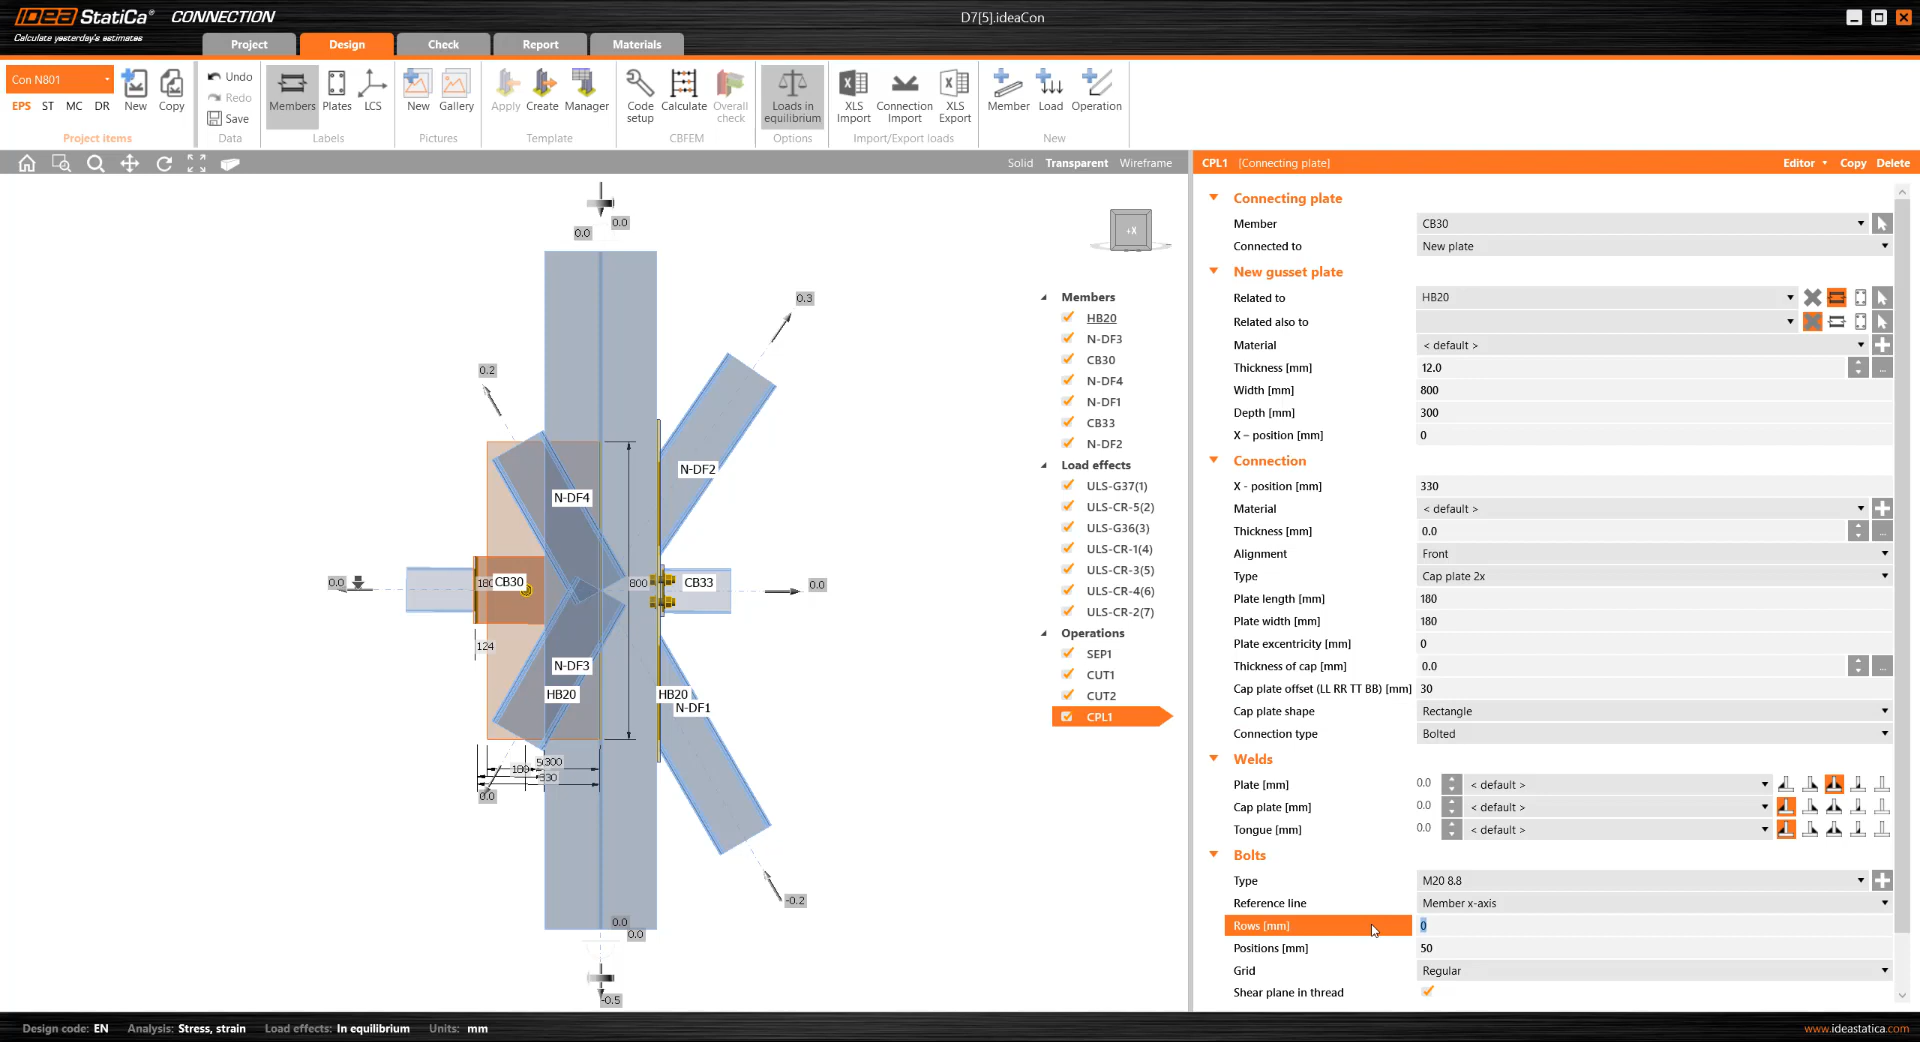 IDEA StatiCa® CONNECTION
Calculate yesterday's estimates
D7[5].ideaCon
Project
Design
Check
Report
Materials
Con N801
EPS ST MC DR
New
Copy
Project items
Undo
Redo
Save
Data
Members
Plates
LCS
Labels
New
Gallery
Pictures
Apply
Create
Manager
Template
Code setup
Calculate
Overall check
CBFEM
Loads in equilibrium
Options
XLS Import
Connection Import
XLS Export
Import/Export loads
Member
Load
Operation
New
Solid Transparent Wireframe
CPL1 [Connecting plate]
Editor Copy Delete
0.0
0.0
0.3
0.2
N-DF2
N-DF4
0.0
180
CB30
800
CB33
0.0
124
N-DF3
HB20
HB20
N-DF1
300
180
330
0.0
-0.2
0.0
0.0
-0.5
+X
Members
HB20
N-DF3
CB30
N-DF4
N-DF1
CB33
N-DF2
Load effects
ULS-G37(1)
ULS-CR-5(2)
ULS-G36(3)
ULS-CR-1(4)
ULS-CR-3(5)
ULS-CR-4(6)
ULS-CR-2(7)
Operations
SEP1
CUT1
CUT2
CPL1
Connecting plate
Member CB30
Connected to New plate
New gusset plate
Related to HB20
Related also to
Material < default >
Thickness [mm] 12.0
Width [mm] 800
Depth [mm] 300
X – position [mm] 0
Connection
X - position [mm] 330
Material < default >
Thickness [mm] 0.0
Alignment Front
Type Cap plate 2x
Plate length [mm] 180
Plate width [mm] 180
Plate excentricity [mm] 0
Thickness of cap [mm] 0.0
Cap plate offset (LL RR TT BB) [mm] 30
Cap plate shape Rectangle
Connection type Bolted
Welds
Plate [mm] 0.0 < default >
Cap plate [mm] 0.0 < default >
Tongue [mm] 0.0 < default >
Bolts
Type M20 8.8
Reference line Member x-axis
Rows [mm] 0
Positions [mm] 50
Grid Regular
Shear plane in thread
Design code: EN Analysis: Stress, strain Load effects: In equilibrium Units: mm
www.ideastatica.com